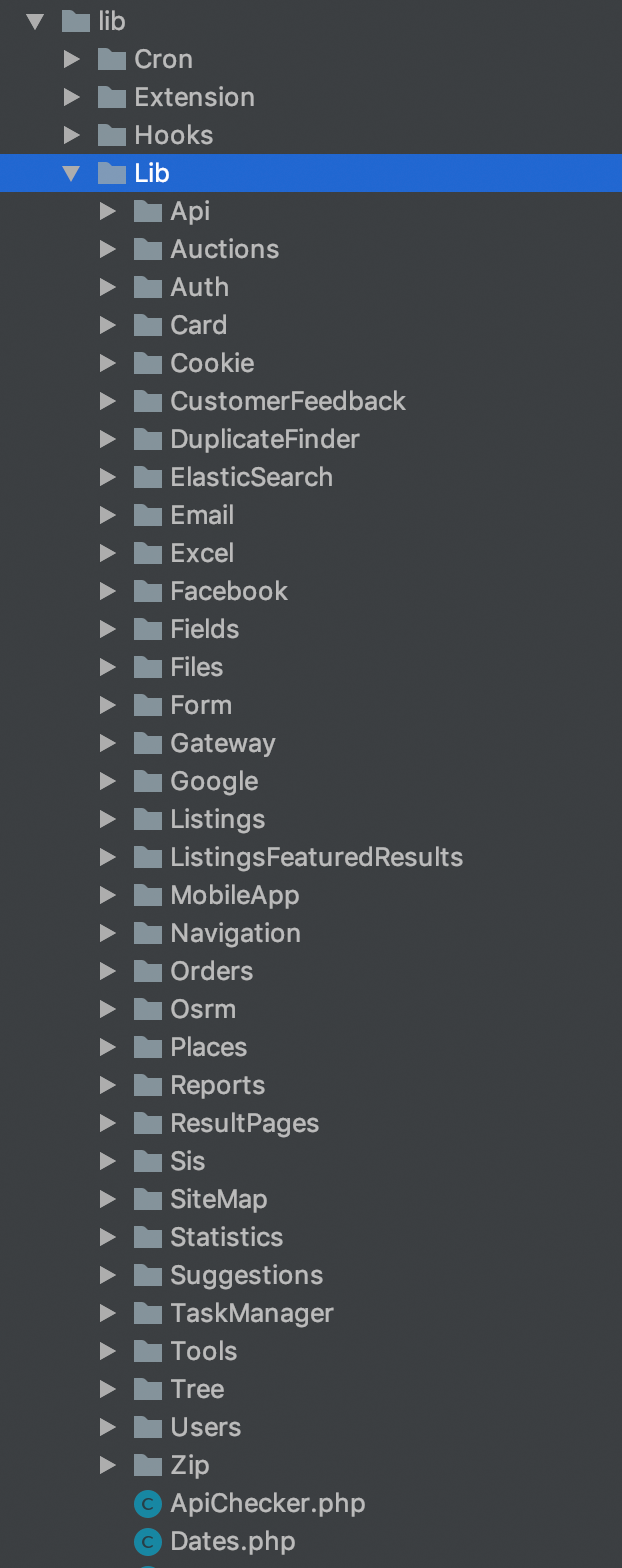 lib
Cron
Extension
Hooks
Lib
Api
Auctions
Auth
Card
Cookie
CustomerFeedback
DuplicateFinder
ElasticSearch
Email
Excel
Facebook
Fields
Files
Form
Gateway
Google
Listings
ListingsFeaturedResults
MobileApp
Navigation
Orders
Osrm
Places
Reports
ResultPages
Sis
SiteMap
Statistics
Suggestions
TaskManager
Tools
Tree
Users
Zip
C ApiChecker.php
C Dates.php